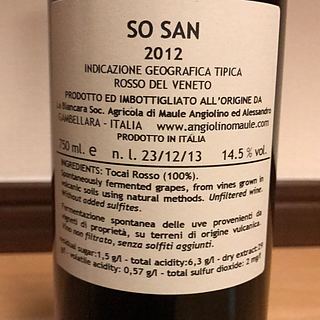 SO SAN
2012
INDICAZIONE GEOGRAFICA TIPICA
ROSSO DEL VENETO
PRODOTTO ED IMBOTTIGLIATO ALL'ORIGINE DA
La Biancara Soc. Agricola di Maule Angiolino ed Alessandro
GAMBELLARA - ITALIA www.angiolinomaule.com
PRODOTTO IN ITALIA
750 ml. e n. l. 23/12/13 14.5 % vol.
INGREDIENTS: Tocai Rosso (100%).
Spontaneously fermented grapes, from vines grown in
volcanic soils using natural methods. Unfiltered wine.
Without added sulfites.
Fermentazione spontanea delle uve provenienti da
vigneti di proprietà, su terreni di origine vulcanica.
Vino non filtrato, senza solfiti aggiunti.
Residual sugar:1,5 g/l - total acidity:6,3 g/l - dry extract:29
g/l - volatile acidity: 0,57 g/l - total sulfur dioxide: 2 mg/l